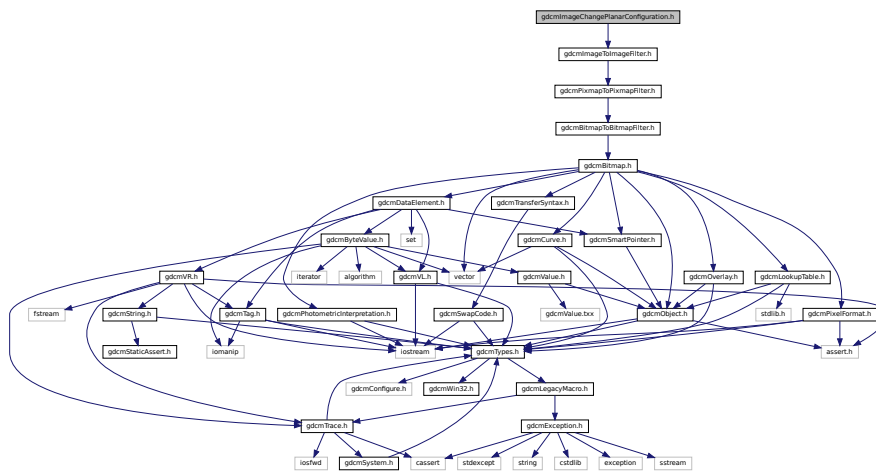 gdcmImageChangePlanarConfiguration.h
gdcmImageToImageFilter.h
gdcmPixmapToPixmapFilter.h
gdcmBitmapToBitmapFilter.h
gdcmBitmap.h
gdcmDataElement.h
gdcmTransferSyntax.h
gdcmByteValue.h
set
gdcmCurve.h
gdcmSmartPointer.h
gdcmVR.h
iterator
algorithm
gdcmVL.h
vector
gdcmValue.h
gdcmOverlay.h
gdcmLookupTable.h
fstream
gdcmString.h
gdcmTag.h
gdcmPhotometricInterpretation.h
gdcmSwapCode.h
gdcmValue.txx
gdcmObject.h
stdlib.h
gdcmPixelFormat.h
gdcmStaticAssert.h
iomanip
iostream
gdcmTypes.h
assert.h
gdcmConfigure.h
gdcmWin32.h
gdcmLegacyMacro.h
gdcmTrace.h
gdcmException.h
iosfwd
gdcmSystem.h
cassert
stdexcept
string
cstdlib
exception
sstream